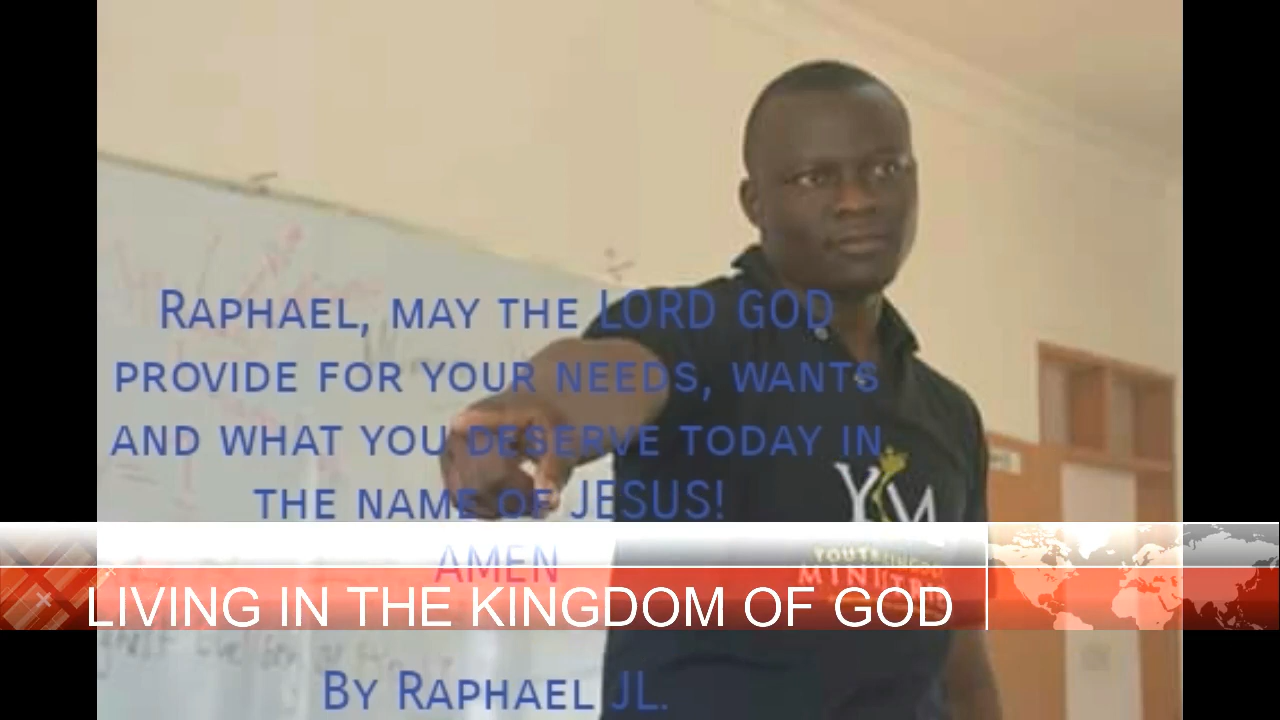 Raphael, may the LORD GOD
provide for your needs, wants
and what you deserve today in
the name of JESUS!
AMEN
LIVING IN THE KINGDOM OF GOD
By Raphael JL.